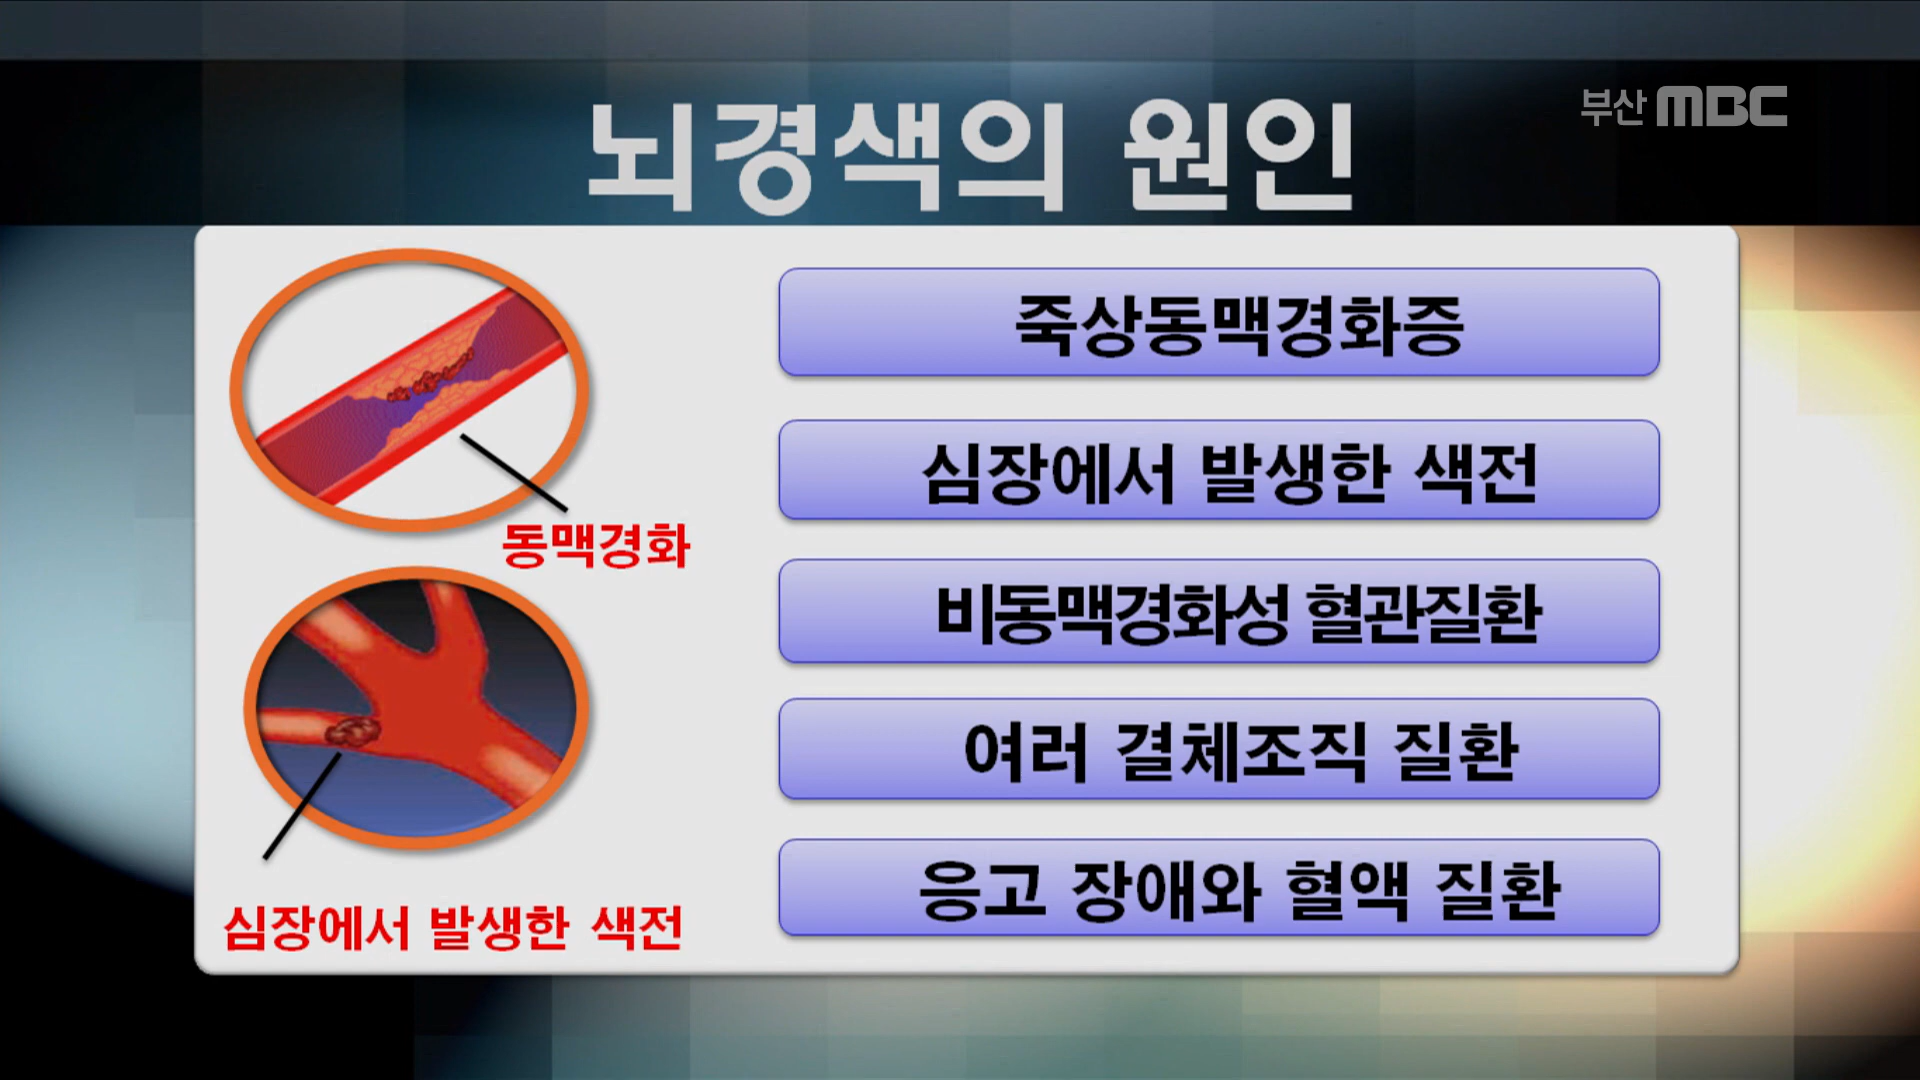 부산 MBC
뇌경색의 원인
동맥경화
심장에서 발생한 색전
죽상동맥경화증
심장에서 발생한 색전
비동맥경화성 혈관질환
여러 결체조직 질환
응고 장애와 혈액 질환